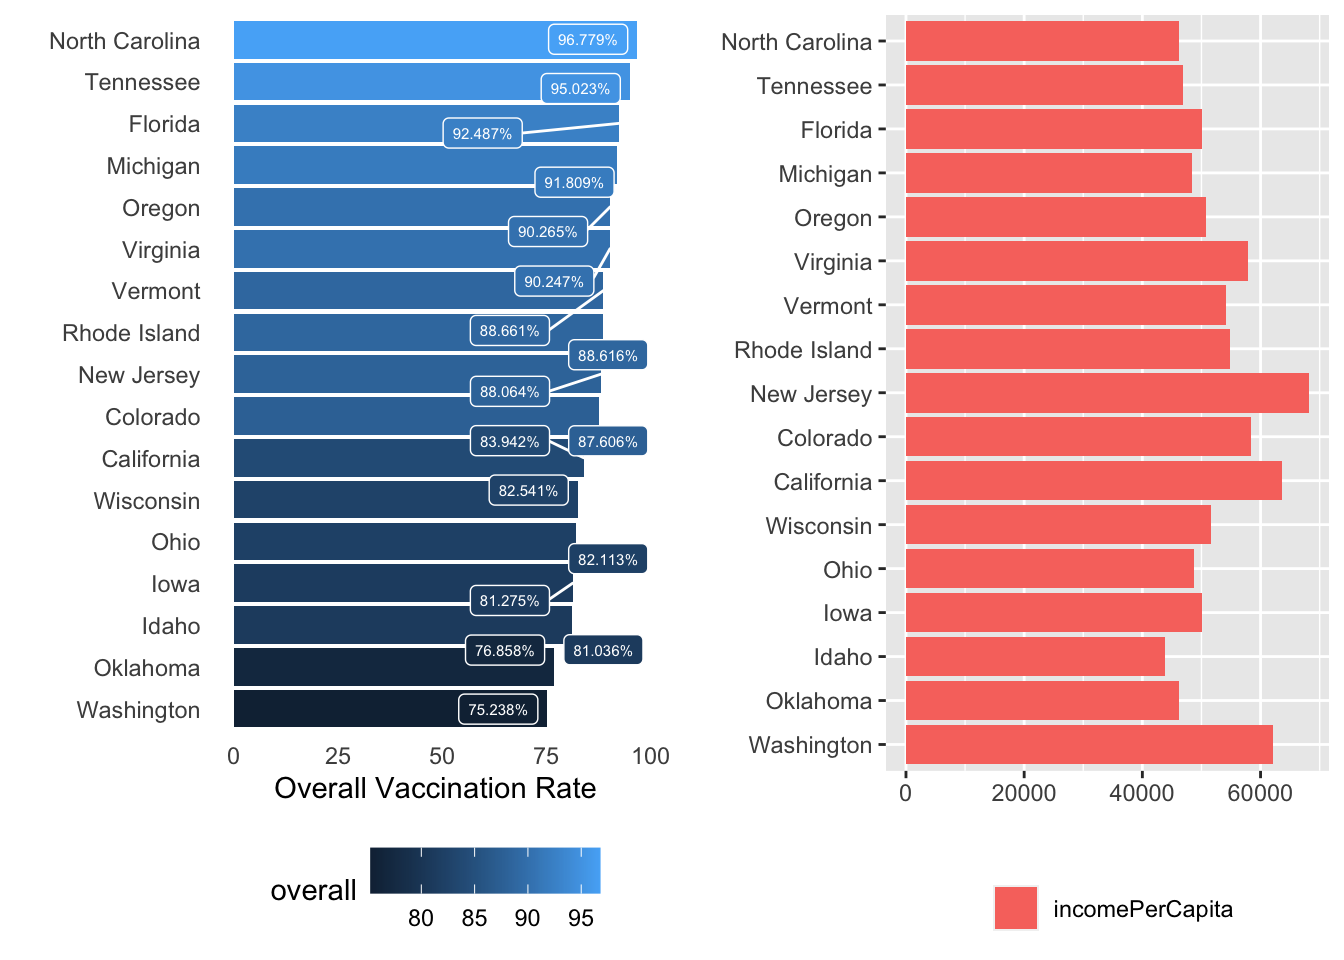 North Carolina
96.779%
Tennessee
95.023%
Florida
92.487%
Michigan
91.809%
Oregon
90.265%
Virginia
90.247%
Vermont
88.661%
Rhode Island
88.616%
New Jersey
88.064%
Colorado
83.942% 87.606%
California
82.541%
Wisconsin
Ohio
82.113%
Iowa
81.275%
Idaho
76.858% 81.036%
Oklahoma
Washington
75.238%
0 25 50 75 100
Overall Vaccination Rate
overall
80 85 90 95
North Carolina
Tennessee
Florida
Michigan
Oregon
Virginia
Vermont
Rhode Island
New Jersey
Colorado
California
Wisconsin
Ohio
Iowa
Idaho
Oklahoma
Washington
0 20000 40000 60000
incomePerCapita